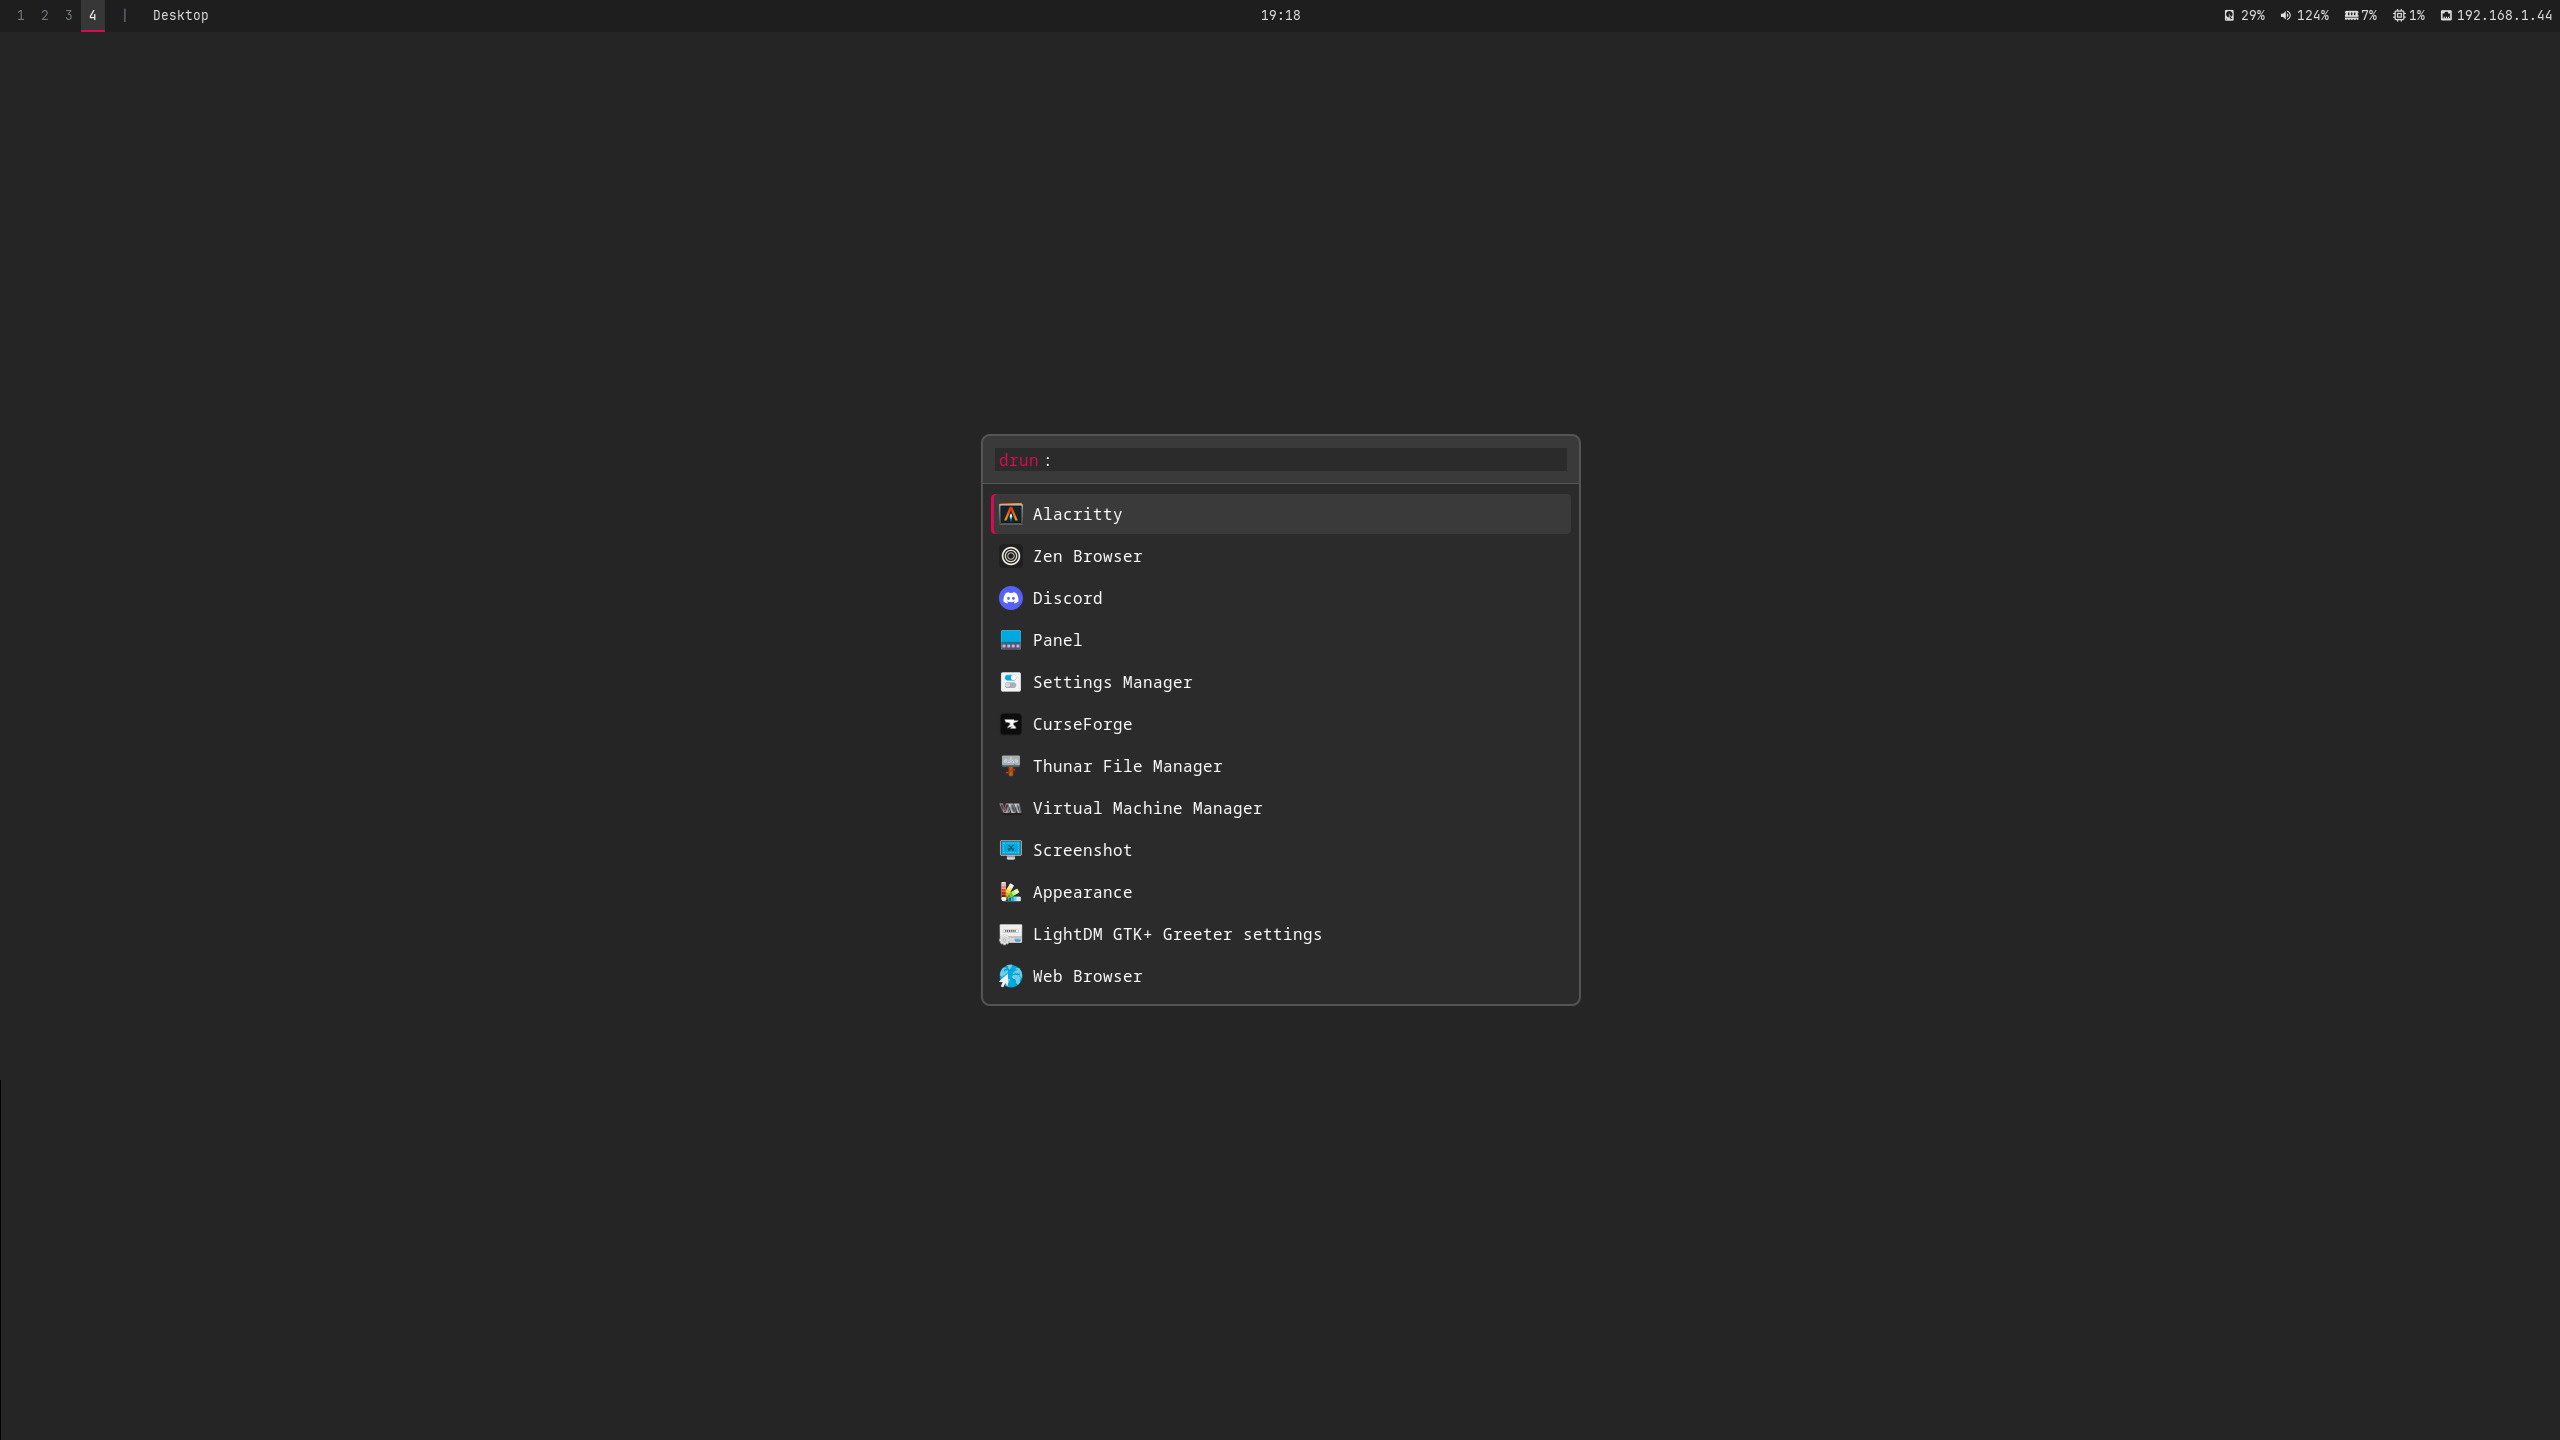 1 2 3 4 | Desktop 19:18 29% 124% 7% 1% 192.168.1.44
drun :
Alacritty
Zen Browser
Discord
Panel
Settings Manager
CurseForge
Thunar File Manager
Virtual Machine Manager
Screenshot
Appearance
LightDM GTK+ Greeter settings
Web Browser